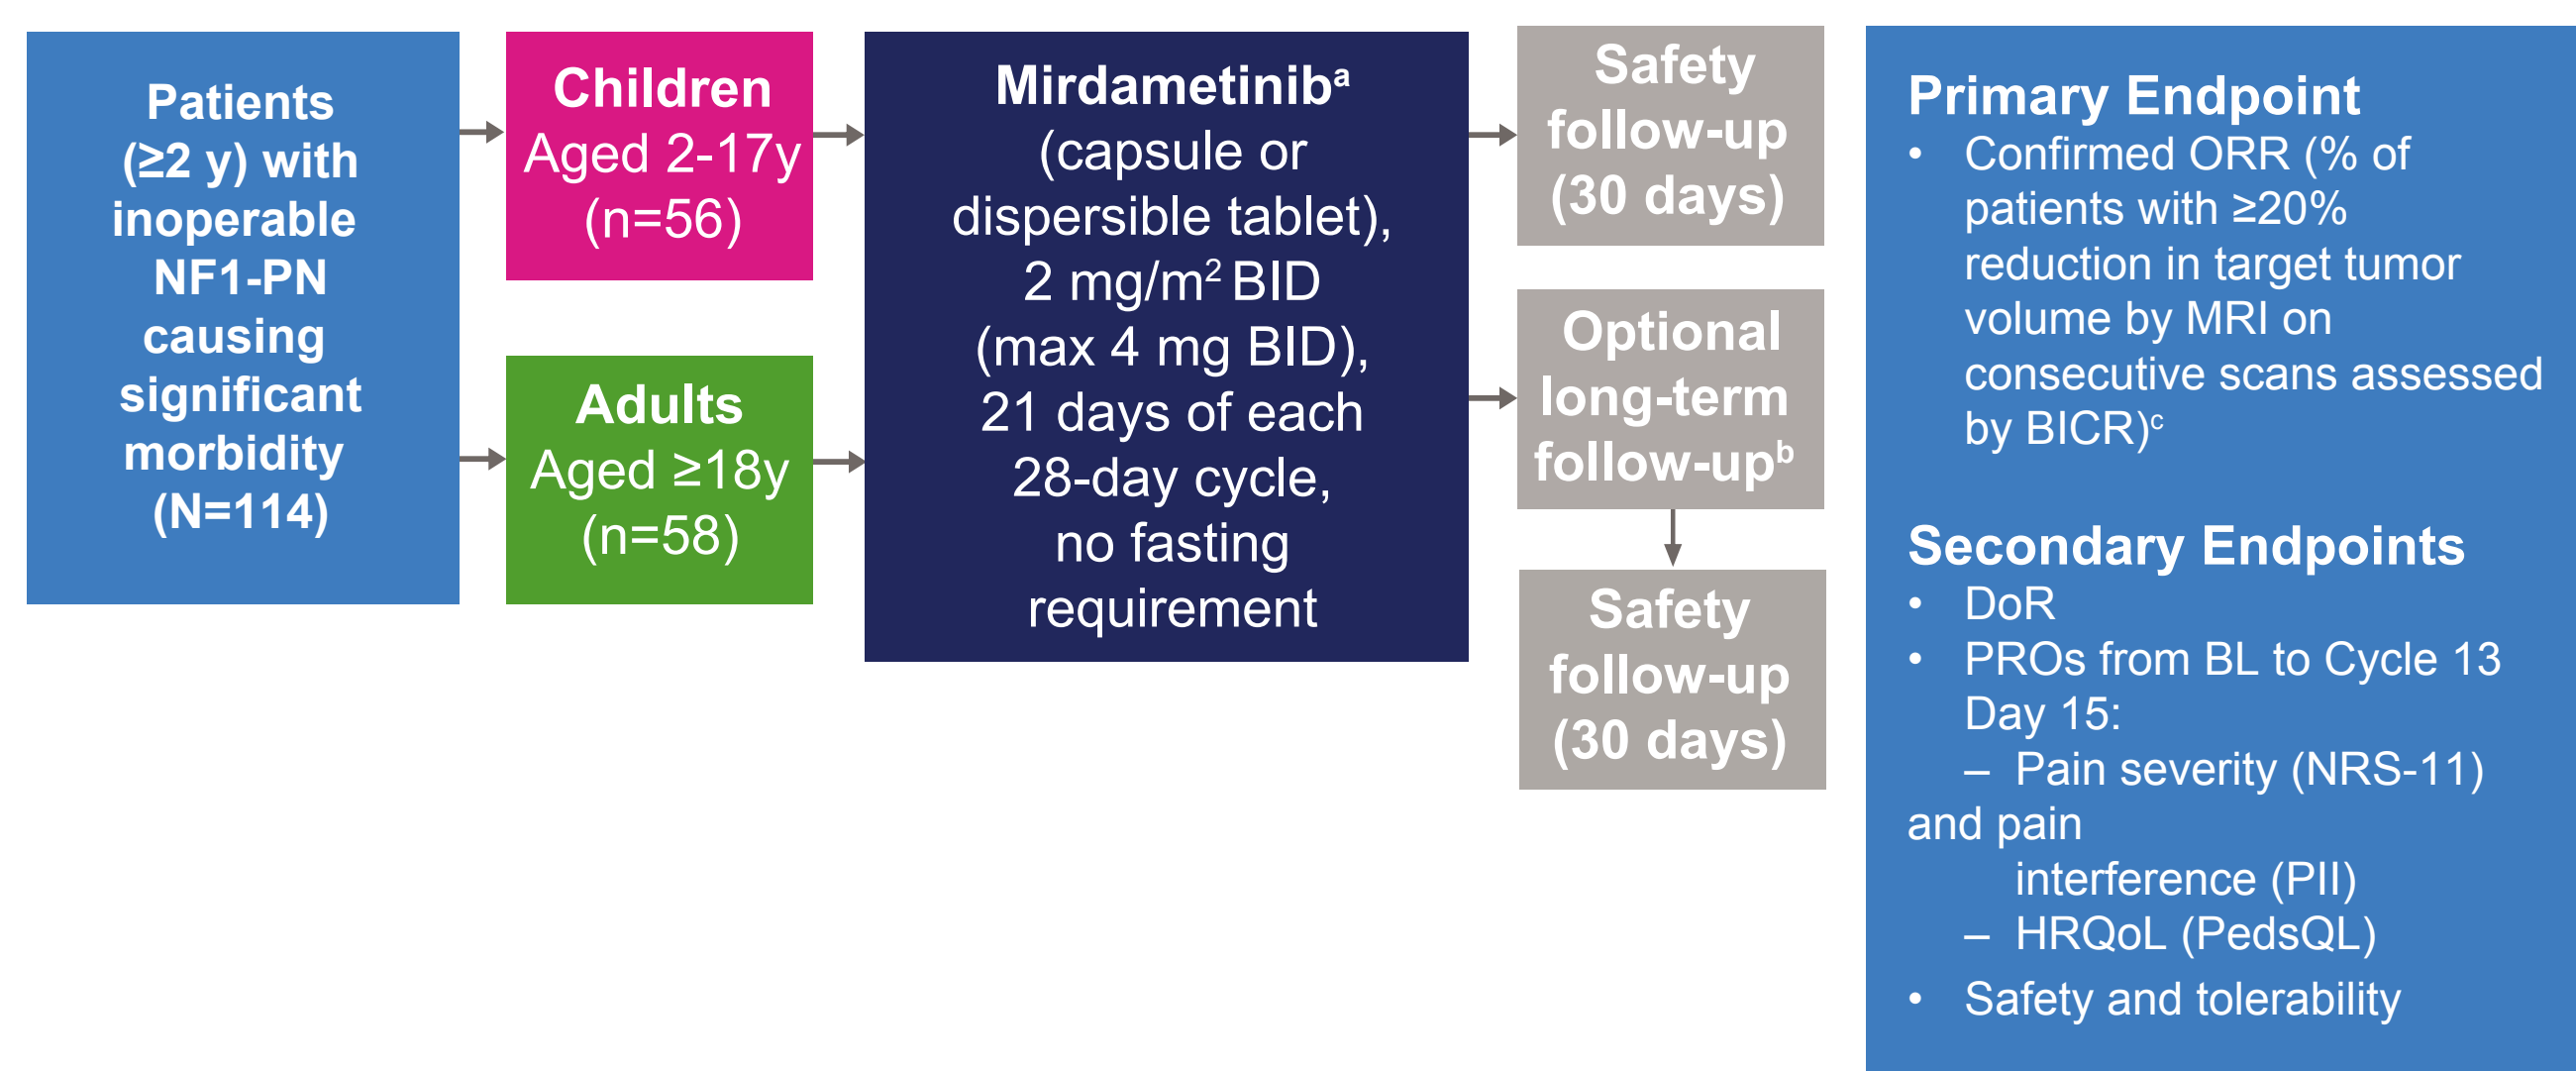 Patients
(≥2 y) with
inoperable
NF1-PN
causing
significant
morbidity
(N=114)
Children
Aged 2-17y
(n=56)
Adults
Aged ≥18y
(n=58)
Mirdametinibᵃ
(capsule or
dispersible tablet),
2 mg/m² BID
(max 4 mg BID),
21 days of each
28-day cycle,
no fasting
requirement
Safety
follow-up
(30 days)
Optional
long-term
follow-upᵇ
Safety
follow-up
(30 days)
Primary Endpoint
• Confirmed ORR (% of
patients with ≥20%
reduction in target tumor
volume by MRI on
consecutive scans assessed
by BICR)ᶜ
Secondary Endpoints
• DoR
• PROs from BL to Cycle 13
Day 15:
– Pain severity (NRS-11)
and pain
interference (PII)
– HRQoL (PedsQL)
• Safety and tolerability